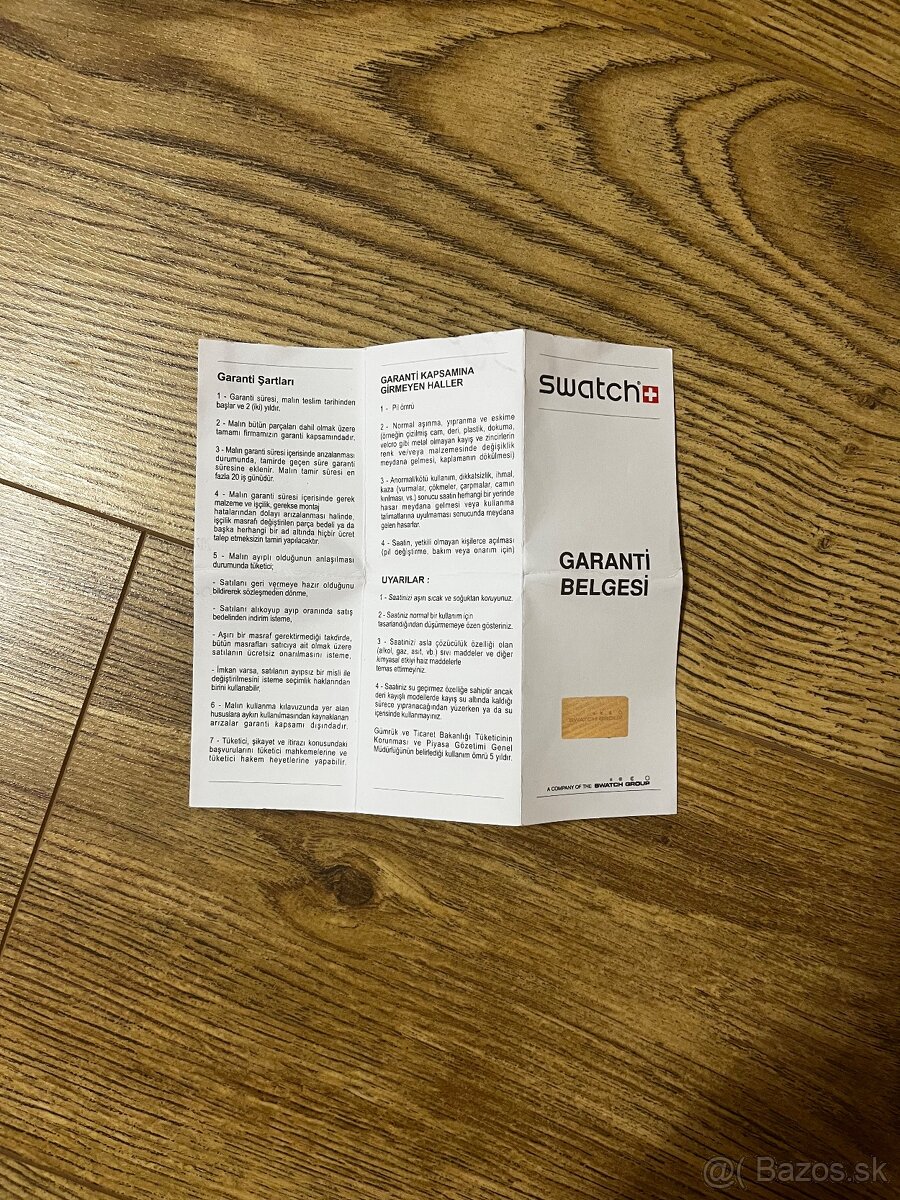 Garanti Şartları
1 - Garanti süresi, malın teslim tarihinden
başlar ve 2 (iki) yıldır.
2 - Malın bütün parçaları dahil olmak üzere
tamamı firmamızın garanti kapsamındadır.
3 - Malın garanti süresi içerisinde arızalanması
durumunda, tamirde geçen süre garanti
süresine eklenir. Malın tamir süresi en
fazla 20 iş günüdür.
4 - Malın garanti süresi içerisinde gerek
malzeme ve işçilik, gerekse montaj
hatalarından dolayı arızalanması halinde,
işçilik masrafı değiştirilen parça bedeli ya da
başka herhangi bir ad altında hiçbir ücret
talep etmeksizin tamiri yapılacaktır.
5 - Malın ayıplı olduğunun anlaşılması
durumunda tüketici;
- Satılanı geri vermeye hazır olduğunu
bildirerek sözleşmeden dönme,
- Satılanı alıkoyup ayıp oranında satış
bedelinden indirim isteme,
- Aşırı bir masraf gerektirmediği takdirde,
bütün masrafları satıcıya ait olmak üzere
satılanın ücretsiz onarılmasını isteme,
- İmkan varsa, satılanın ayıpsız bir misli ile
değiştirilmesini isteme seçimlik haklarından
birini kullanabilir.
6 - Malın kullanma kılavuzunda yer alan
hususlara aykırı kullanılmasından kaynaklanan
arızalar garanti kapsamı dışındadır.
7 - Tüketici, şikayet ve itirazı konusundaki
başvurularını tüketici mahkemelerine ve
tüketici hakem heyetlerine yapabilir.
GARANTİ KAPSAMINA
GİRMEYEN HALLER
1 - Pil ömrü
2 - Normal aşınma, yıpranma ve eskime
(örneğin çizilmiş cam, deri, plastik, dokuma,
velcro gibi metal olmayan kayış ve zincirlerin
renk ve/veya malzemesinde değişiklik
meydana gelmesi, kaplamanın dökülmesi)
3 - Anormal/kötü kullanım, dikkatsizlik, ihmal,
kaza (vurmalar, çökmeler, çarpmalar, camın
kırılması, vs.) sonucu saatin herhangi bir yerinde
hasar meydana gelmesi veya kullanma
talimatlarına uyulmaması sonucunda meydana
gelen hasarlar.
4 - Saatin, yetkili olmayan kişilerce açılması
(pil değiştirme, bakım veya onarım için)
UYARILAR :
1 - Saatinizi aşırı sıcak ve soğuktan koruyunuz.
2 - Saatiniz normal bir kullanım için
tasarlandığından düşürmemeye özen gösteriniz.
3 - Saatinizi asla çözücülük özelliği olan
(alkol, gaz, asit, vb.) sıvı maddeler ve diğer
kimyasal etkiyi haiz maddelerle
temas ettirmeyiniz.
4 - Saatiniz su geçirmez özelliğe sahiptir ancak
deri kayışlı modellerde kayış su altında kaldığı
sürece yıpranacağından yüzerken ya da su
içerisinde kullanmayınız.
Gümrük ve Ticaret Bakanlığı Tüketicinin
Korunması ve Piyasa Gözetimi Genel
Müdürlüğünün belirlediği kullanım ömrü 5 yıldır.
swatch
GARANTİ
BELGESİ
SWATCH GROUP
A COMPANY OF THE SWATCH GROUP
@( Bazos.sk